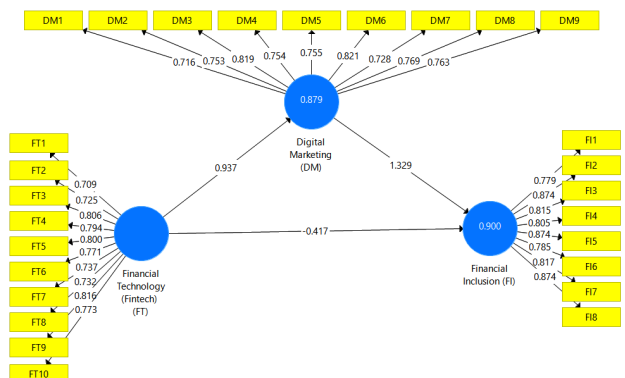 DM1 DM2 DM3 DM4 DM5 DM6 DM7 DM8 DM9
0.716 0.753 0.819 0.754 0.755 0.821 0.728 0.769 0.763
0.879
Digital
Marketing
(DM)
0.937
1.329
-0.417
FT1
FT2
FT3
FT4
FT5
FT6
FT7
FT8
FT9
FT10
0.709
0.725
0.806
0.794
0.800
0.771
0.737
0.732
0.816
0.773
Financial
Technology
(Fintech)
(FT)
0.900
Financial
Inclusion (FI)
0.779
0.874
0.815
0.805
0.874
0.785
0.817
0.874
FI1
FI2
FI3
FI4
FI5
FI6
FI7
FI8